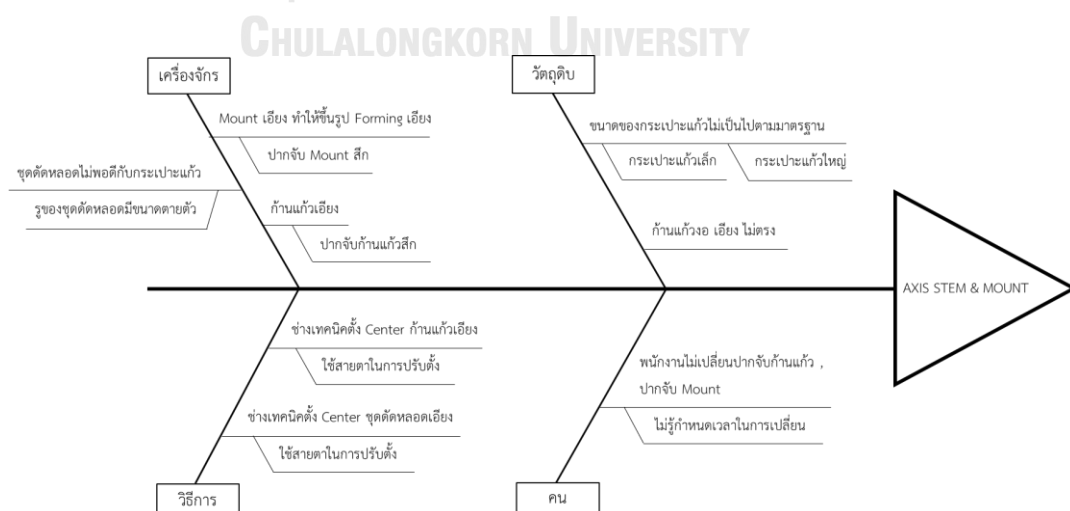 CHULALONGKORN UNIVERSITY
เครื่องจักร
วัตถุดิบ
Mount เอียง ทำให้ขึ้นรูป Forming เอียง
ปากจับ Mount สึก
ชุดดัดหลอดไม่พอดีกับกระเปาะแก้ว
รูของชุดดัดหลอดมีขนาดตายตัว
ก้านแก้วเอียง
ปากจับก้านแก้วสึก
ขนาดของกระเปาะแก้วไม่เป็นไปตามมาตรฐาน
กระเปาะแก้วเล็ก
กระเปาะแก้วใหญ่
ก้านแก้วงอ เอียง ไม่ตรง
AXIS STEM & MOUNT
ช่างเทคนิคตั้ง Center ก้านแก้วเอียง
ใช้สายตาในการปรับตั้ง
ช่างเทคนิคตั้ง Center ชุดดัดหลอดเอียง
ใช้สายตาในการปรับตั้ง
พนักงานไม่เปลี่ยนปากจับก้านแก้ว ,
ปากจับ Mount
ไม่รู้กำหนดเวลาในการเปลี่ยน
วิธีการ
คน